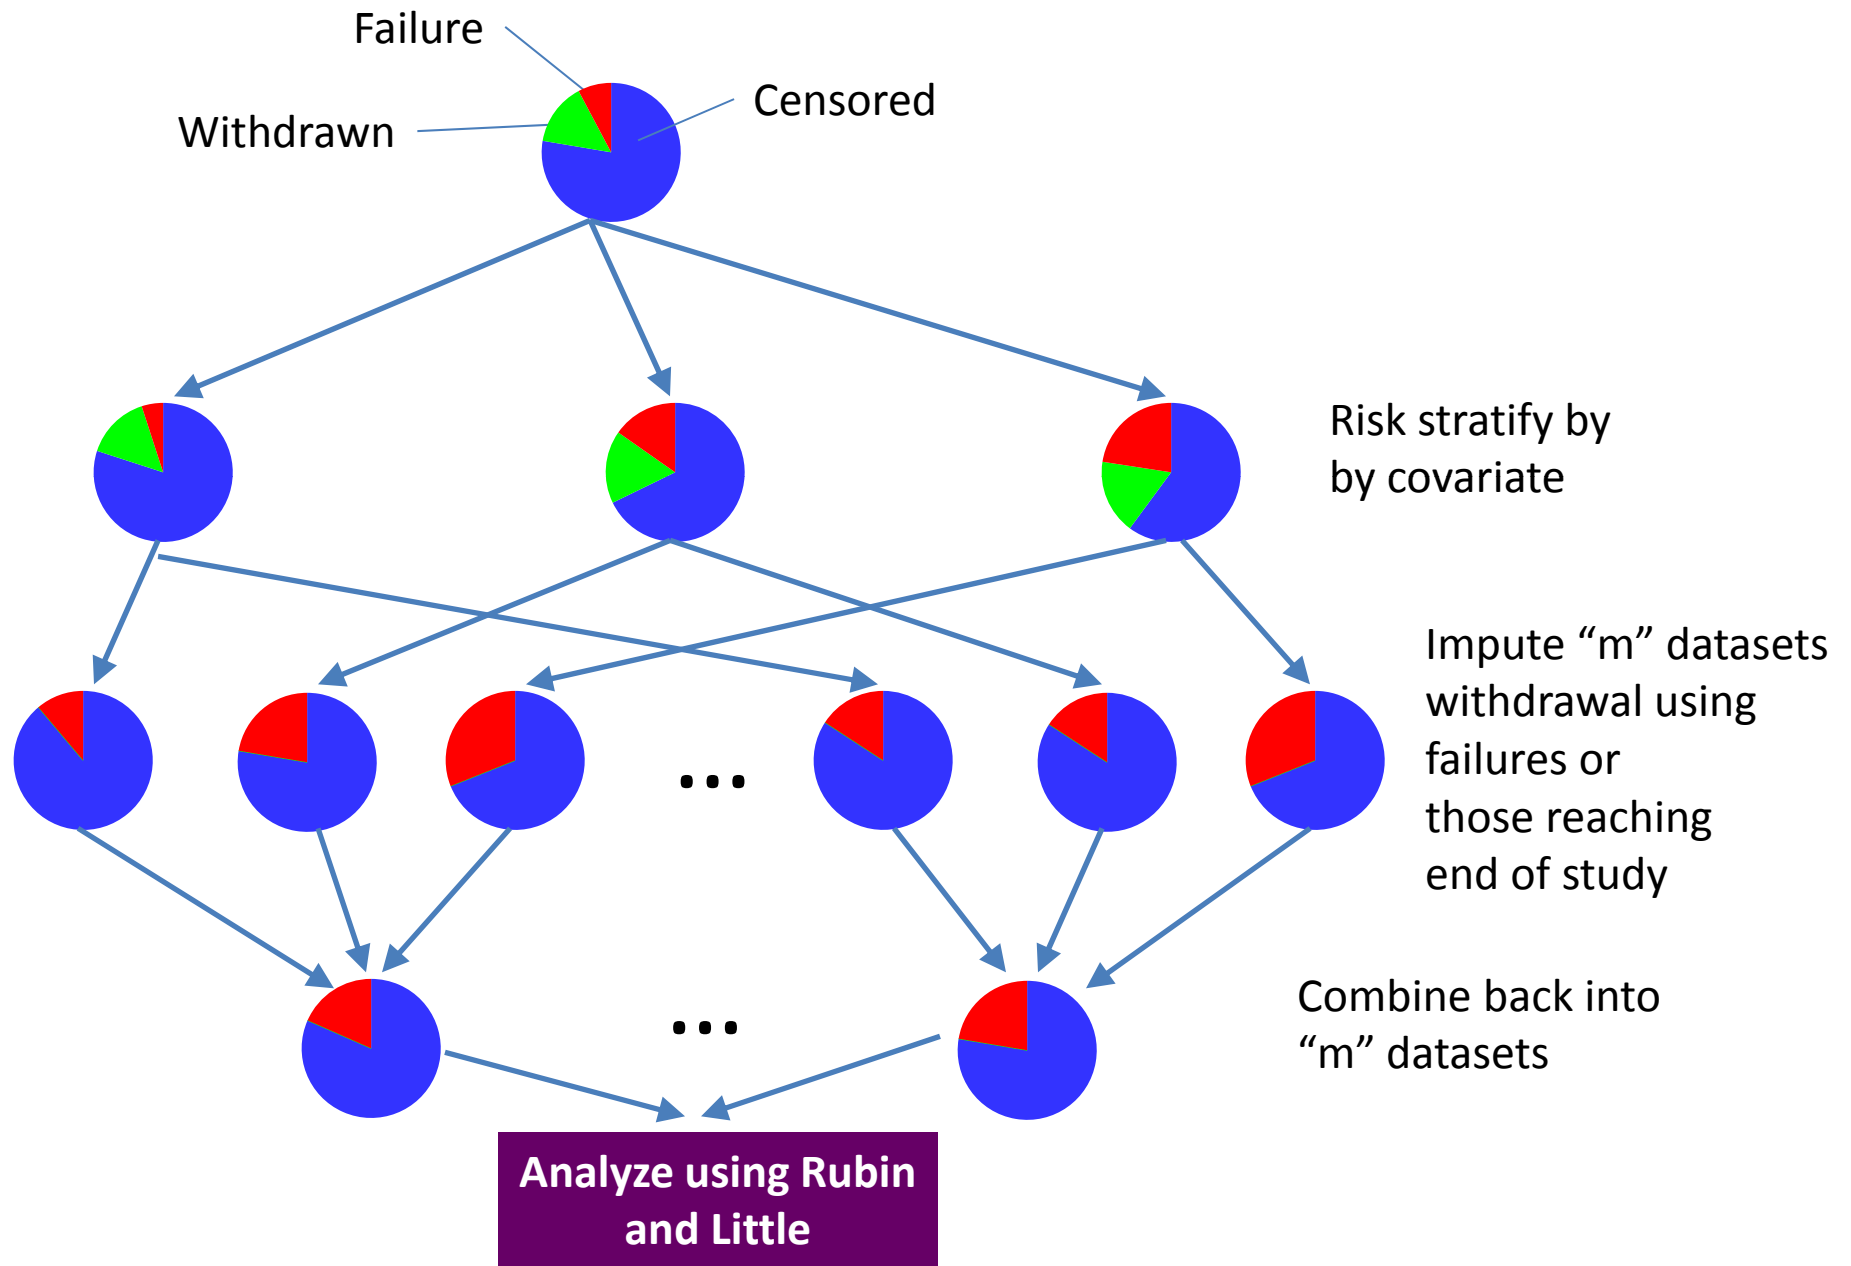 Failure
Censored
Withdrawn
Risk stratify by
by covariate
Impute “m” datasets
withdrawal using
failures or
those reaching
end of study
...
Combine back into
“m” datasets
...
Analyze using Rubin
and Little